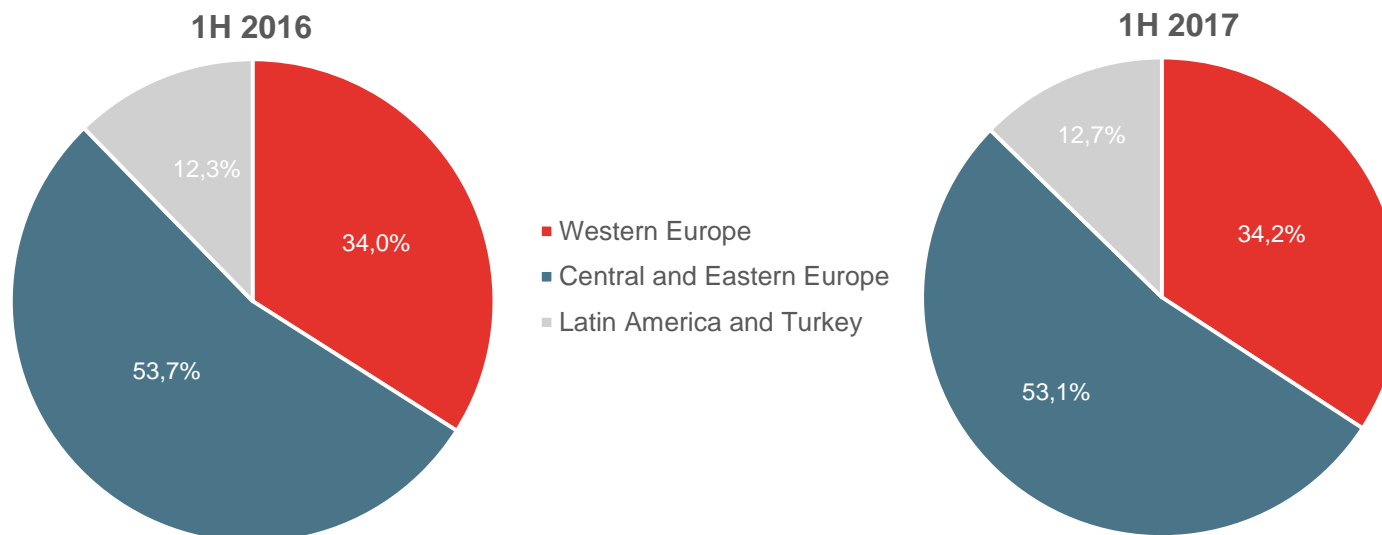 1H 2016
12,3%
34,0%
53,7%
Western Europe
Central and Eastern Europe
Latin America and Turkey
1H 2017
12,7%
34,2%
53,1%